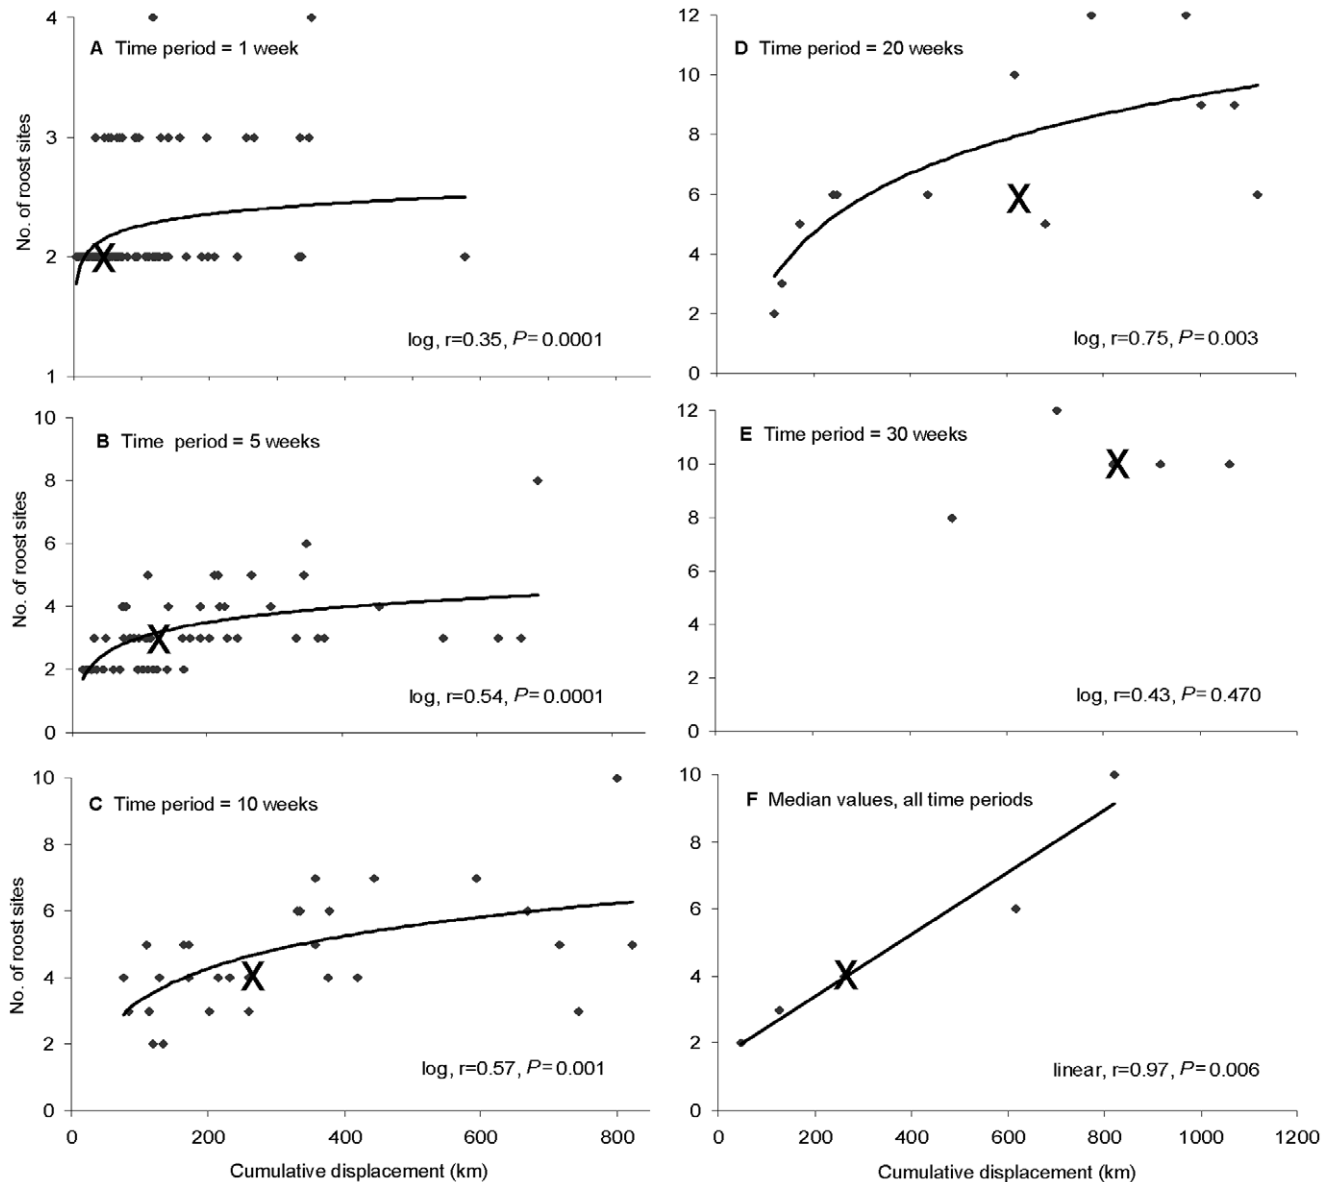 4
A Time period = 1 week
3
No. of roost sites
2
X
log, r=0.35, P=0.0001
1
10
B Time period = 5 weeks
8
6
No. of roost sites
4
X
2
log, r=0.54, P=0.0001
0
10
C Time period = 10 weeks
8
6
No. of roost sites
4
X
2
log, r=0.57, P=0.001
0
0 200 400 600 800
Cumulative displacement (km)
12
D Time period = 20 weeks
10
8
6
X
4
2
log, r=0.75, P=0.003
0
12
E Time period = 30 weeks
10
X
8
6
4
2
log, r=0.43, P=0.470
0
10
F Median values, all time periods
8
6
4
X
2
linear, r=0.97, P=0.006
0
0 200 400 600 800 1000 1200
Cumulative displacement (km)